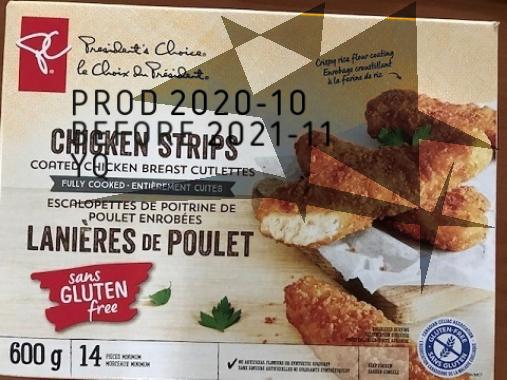 PC
President's Choice
le Choix du Président
Crispy rice flour coating
Enrobage croustillant
à la farine de riz
PROD 2020-10
BEFORE 2021-11
YQ
CHICKEN STRIPS
COATED CHICKEN BREAST CUTLETTES
FULLY COOKED - ENTIÈREMENT CUITES
ESCALOPETTES DE POITRINE DE
POULET ENROBÉES
LANIÈRES DE POULET
sans
GLUTEN
free
600 g
14 PIECES MINIMUM
MORCEAUX MINIMUM
NO ARTIFICIAL FLAVOURS OR SYNTHETIC COLOURS
SANS SAVEURS ARTIFICIELLES NI COLORANTS SYNTHÉTIQUES
KEEP FROZEN
GARDER CONGELÉ
GLUTEN-FREE
SANS GLUTEN